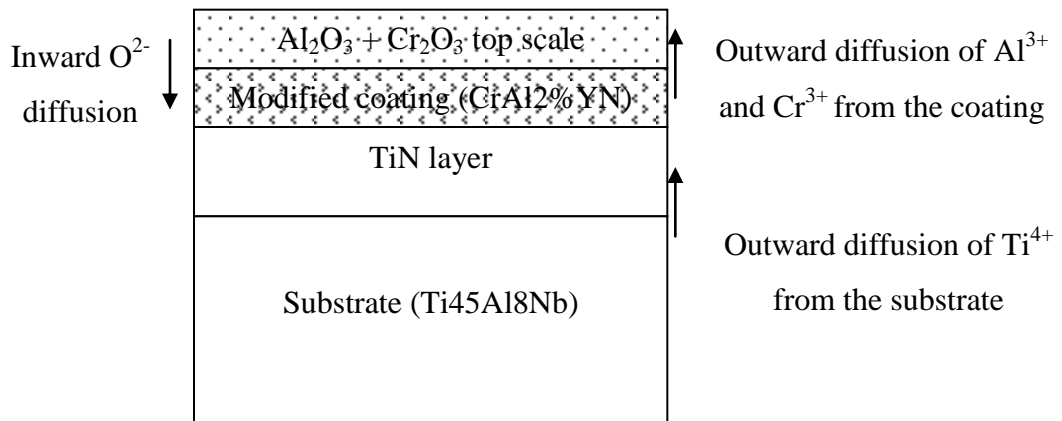 Al₂O₃ + Cr₂O₃ top scale
Inward O²⁻
diffusion
Outward diffusion of Al³⁺
and Cr³⁺ from the coating
Modified coating (CrAl2%YN)
TiN layer
Substrate (Ti45Al8Nb)
Outward diffusion of Ti⁴⁺
from the substrate